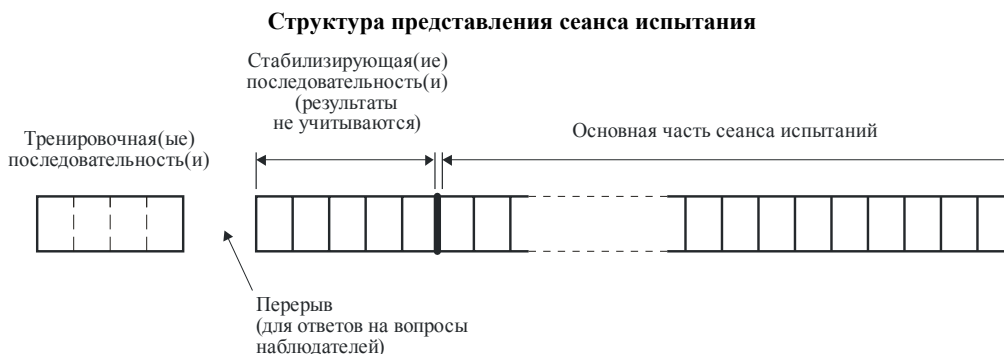 Структура представления сеанса испытания
Стабилизирующая(ие)
последовательность(и)
(результаты
не учитываются)
Основная часть сеанса испытаний
Тренировочная(ые)
последовательность(и)
Перерыв
(для ответов на вопросы
наблюдателей)